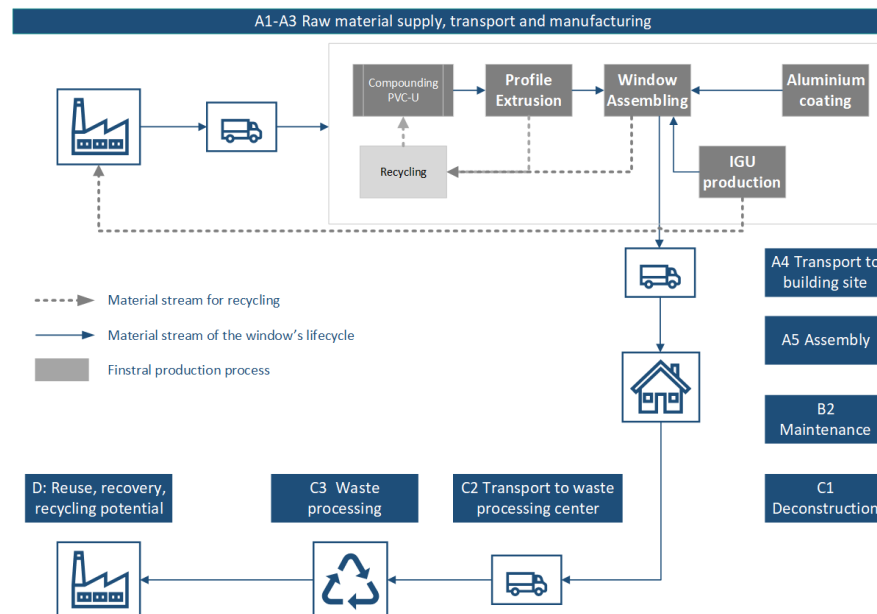 A1-A3 Raw material supply, transport and manufacturing
Compounding
PVC-U
Profile
Extrusion
Window
Assembling
Aluminium
coating
Recycling
IGU
production
A4 Transport to
building site
Material stream for recycling
Material stream of the window's lifecycle
A5 Assembly
Finstral production process
B2
Maintenance
D: Reuse, recovery,
recycling potential
C3 Waste
processing
C2 Transport to waste
processing center
C1
Deconstruction